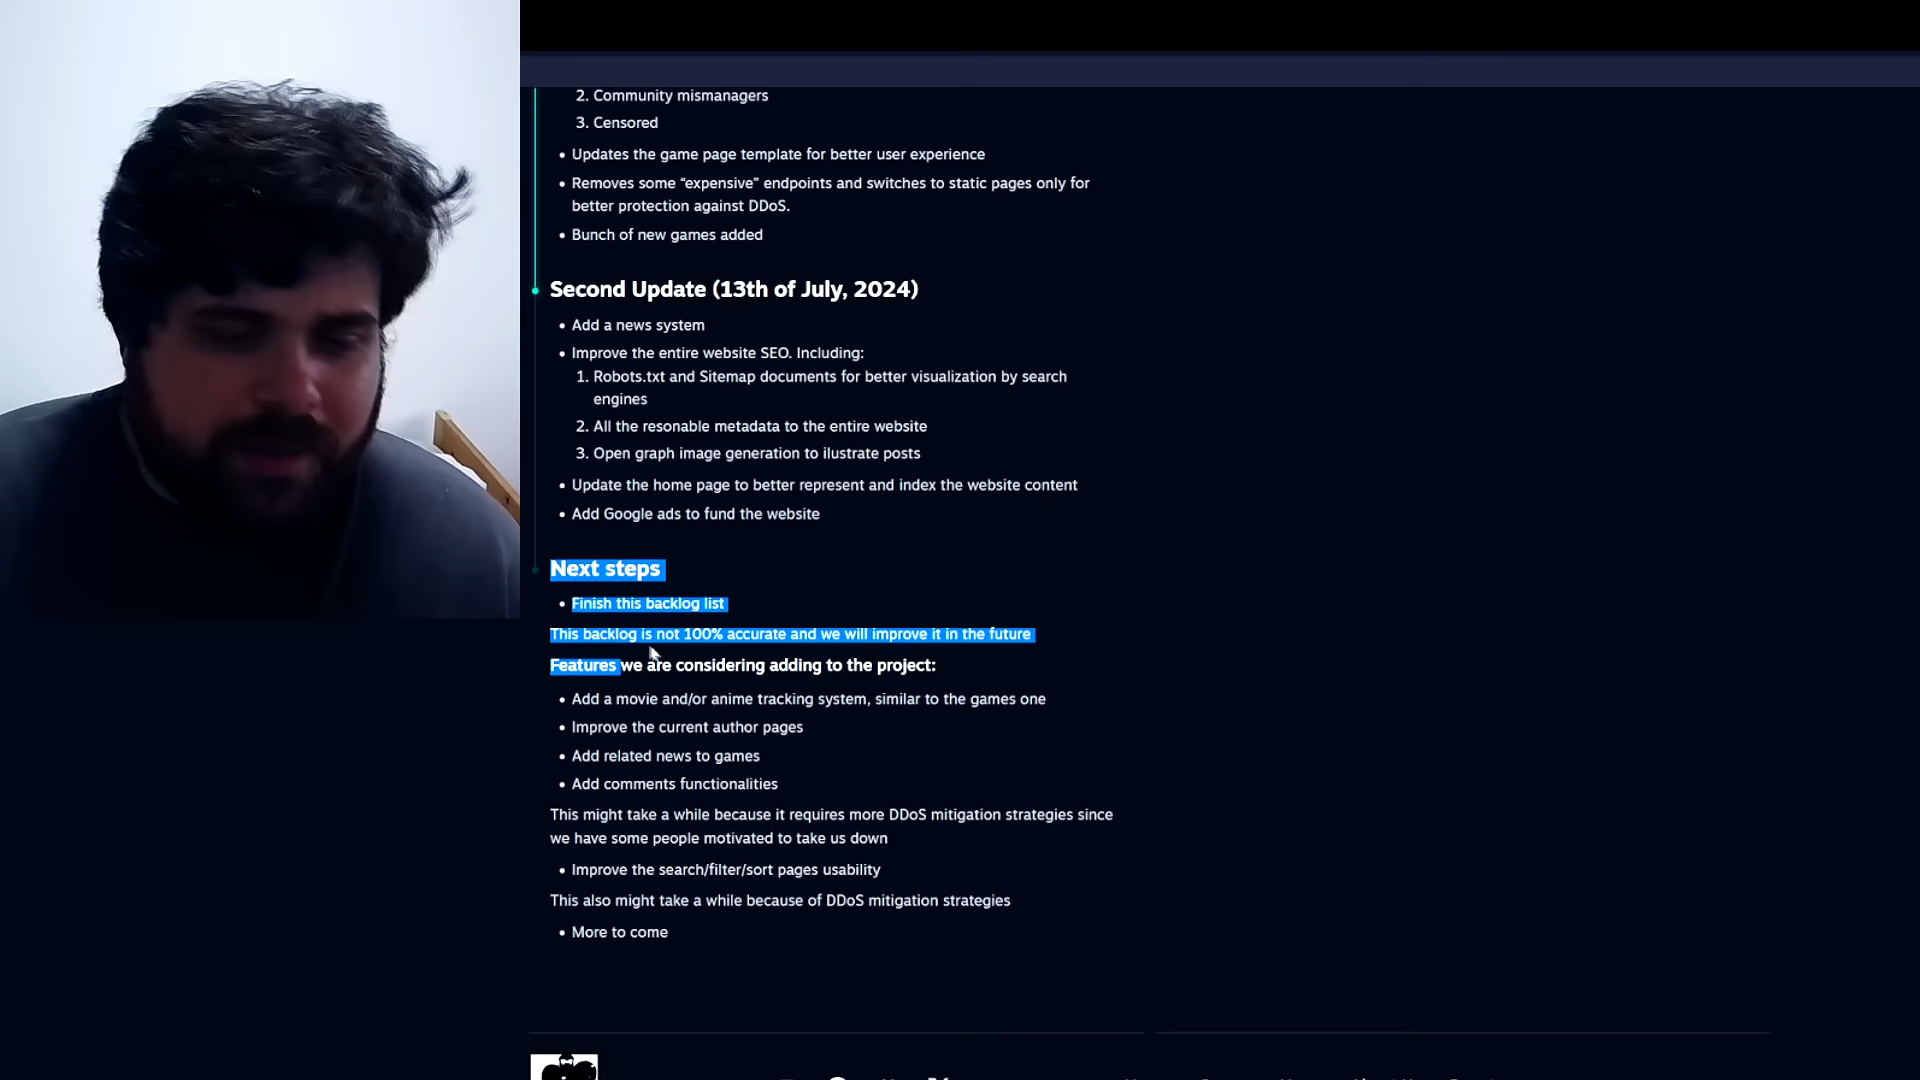 2. Community mismanagers
3. Censored
• Updates the game page template for better user experience
• Removes some “expensive” endpoints and switches to static pages only for
better protection against DDoS.
• Bunch of new games added
Second Update (13th of July, 2024)
• Add a news system
• Improve the entire website SEO. Including:
1. Robots.txt and Sitemap documents for better visualization by search
engines
2. All the resonable metadata to the entire website
3. Open graph image generation to ilustrate posts
• Update the home page to better represent and index the website content
• Add Google ads to fund the website
Next steps
• Finish this backlog list
This backlog is not 100% accurate and we will improve it in the future
Features we are considering adding to the project:
• Add a movie and/or anime tracking system, similar to the games one
• Improve the current author pages
• Add related news to games
• Add comments functionalities
This might take a while because it requires more DDoS mitigation strategies since
we have some people motivated to take us down
• Improve the search/filter/sort pages usability
This also might take a while because of DDoS mitigation strategies
• More to come